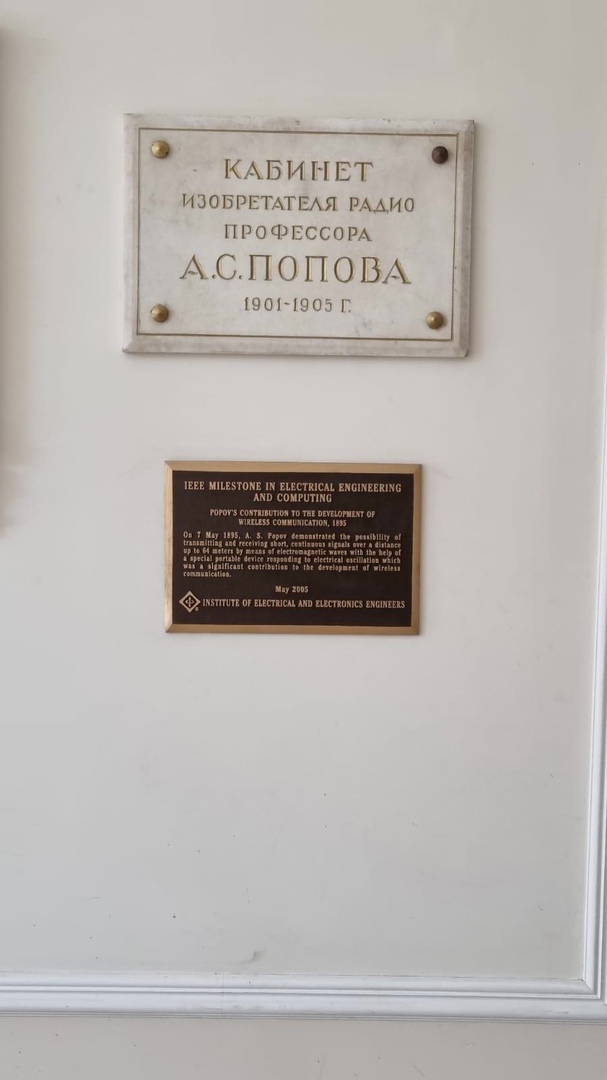 КАБИНЕТ
ИЗОБРЕТАТЕЛЯ РАДИО
ПРОФЕССОРА
А.С.ПОПОВА
1901-1905 Г.
IEEE MILESTONE IN ELECTRICAL ENGINEERING
AND COMPUTING
POPOV'S CONTRIBUTION TO THE DEVELOPMENT OF
WIRELESS COMMUNICATION, 1895
On 7 May 1895, A. S. Popov demonstrated the possibility of
transmitting and receiving short, continuous signals over a distance
up to 64 meters by means of electromagnetic waves with the help of
a special portable device responding to electrical oscillation which
was a significant contribution to the development of wireless
communication.
May 2005
INSTITUTE OF ELECTRICAL AND ELECTRONICS ENGINEERS